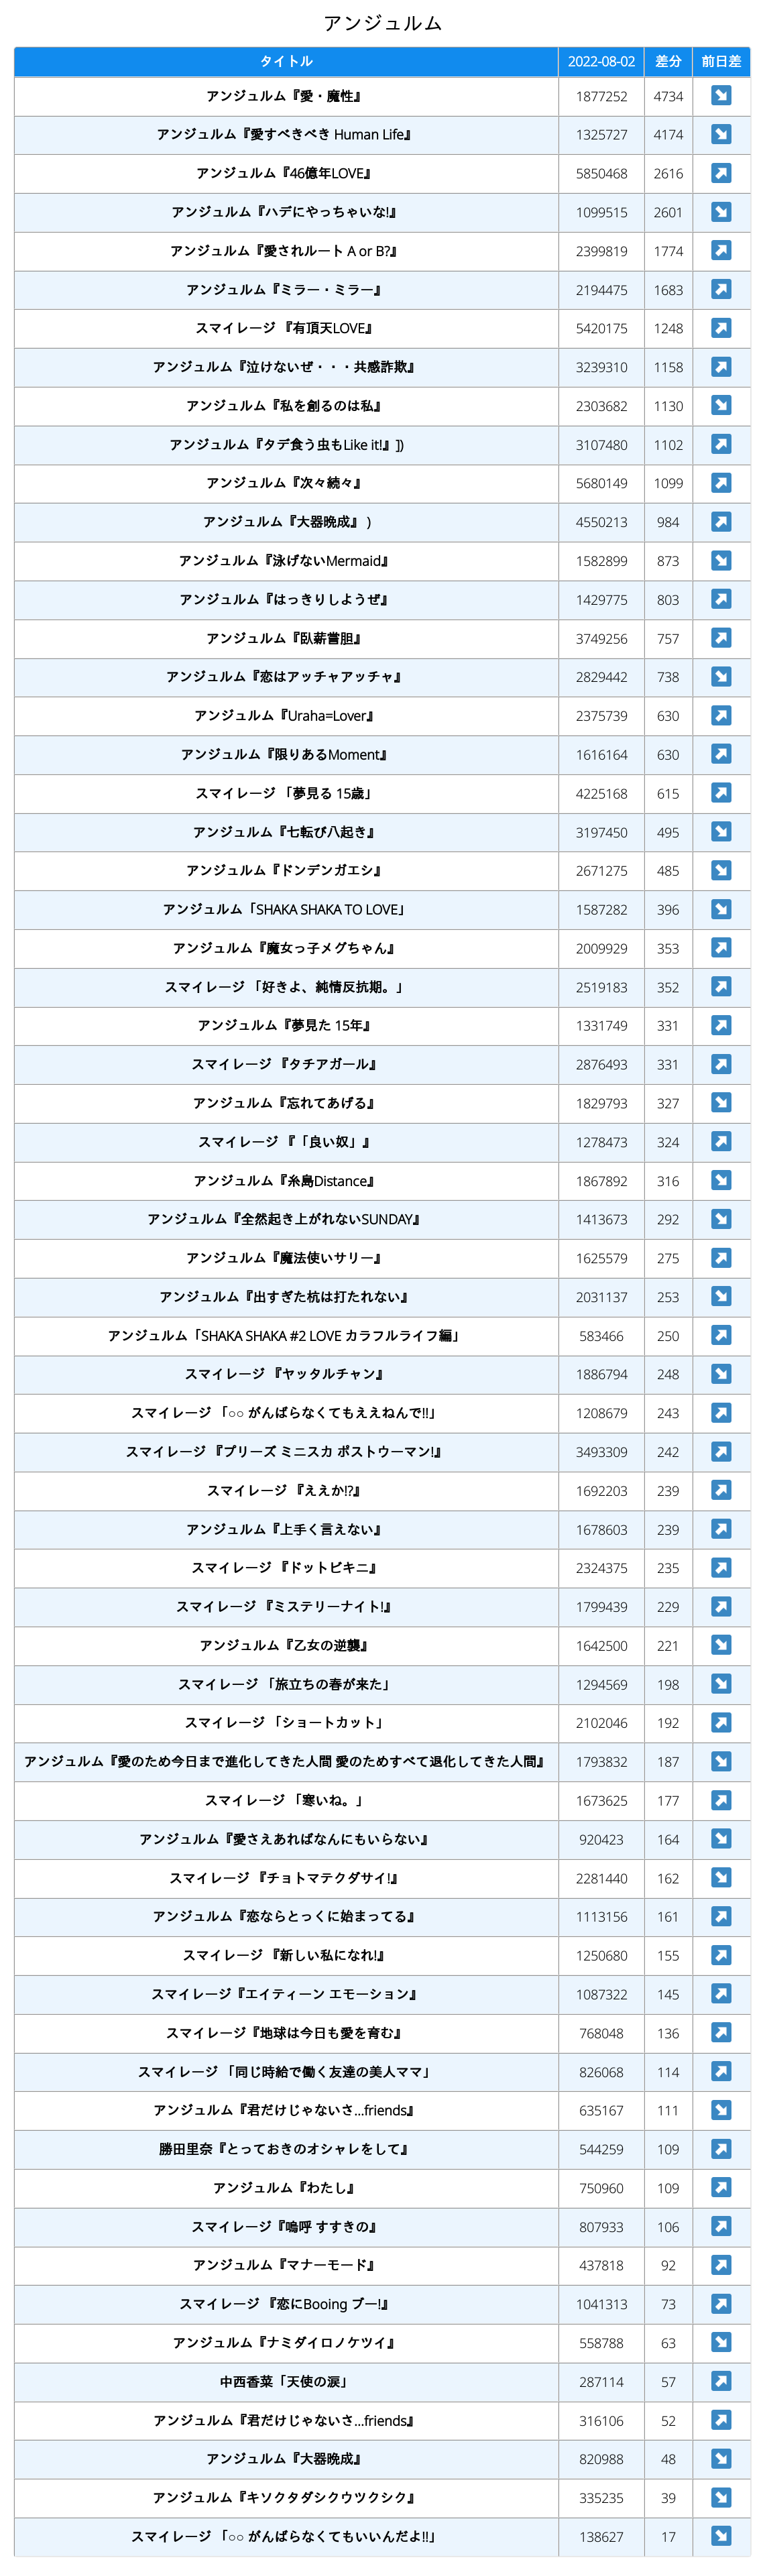 アンジュルム
タイトル 2022-08-02 差分 前日差
アンジュルム『愛・魔性』 1877252 4734 ↘
アンジュルム『愛すべきべき Human Life』 1325727 4174 ↘
アンジュルム『46億年LOVE』 5850468 2616 ↗
アンジュルム『ハデにやっちゃいな!』 1099515 2601 ↘
アンジュルム『愛されルート A or B?』 2399819 1774 ↗
アンジュルム『ミラー・ミラー』 2194475 1683 ↗
スマイレージ 『有頂天LOVE』 5420175 1248 ↗
アンジュルム『泣けないぜ・・・共感詐欺』 3239310 1158 ↗
アンジュルム『私を創るのは私』 2303682 1130 ↘
アンジュルム『タデ食う虫もLike it!』]) 3107480 1102 ↗
アンジュルム『次々続々』 5680149 1099 ↗
アンジュルム『大器晩成』 ) 4550213 984 ↗
アンジュルム『泳げないMermaid』 1582899 873 ↘
アンジュルム『はっきりしようぜ』 1429775 803 ↗
アンジュルム『臥薪嘗胆』 3749256 757 ↗
アンジュルム『恋はアッチャアッチャ』 2829442 738 ↘
アンジュルム『Uraha=Lover』 2375739 630 ↗
アンジュルム『限りあるMoment』 1616164 630 ↗
スマイレージ 「夢見る 15歳」 4225168 615 ↗
アンジュルム『七転び八起き』 3197450 495 ↘
アンジュルム『ドンデンガエシ』 2671275 485 ↘
アンジュルム「SHAKA SHAKA TO LOVE」 1587282 396 ↘
アンジュルム『魔女っ子メグちゃん』 2009929 353 ↗
スマイレージ 「好きよ、純情反抗期。」 2519183 352 ↗
アンジュルム『夢見た 15年』 1331749 331 ↗
スマイレージ 『タチアガール』 2876493 331 ↗
アンジュルム『忘れてあげる』 1829793 327 ↘
スマイレージ 『「良い奴」』 1278473 324 ↗
アンジュルム『糸島Distance』 1867892 316 ↘
アンジュルム『全然起き上がれないSUNDAY』 1413673 292 ↘
アンジュルム『魔法使いサリー』 1625579 275 ↗
アンジュルム『出すぎた杭は打たれない』 2031137 253 ↘
アンジュルム「SHAKA SHAKA #2 LOVE カラフルライフ編」 583466 250 ↗
スマイレージ 『ヤッタルチャン』 1886794 248 ↘
スマイレージ 「○○ がんばらなくてもええねんで!!」 1208679 243 ↗
スマイレージ 『プリーズ ミニスカ ポストウーマン!』 3493309 242 ↗
スマイレージ 『ええか!?』 1692203 239 ↗
アンジュルム『上手く言えない』 1678603 239 ↗
スマイレージ 『ドットビキニ』 2324375 235 ↗
スマイレージ 『ミステリーナイト!』 1799439 229 ↗
アンジュルム『乙女の逆襲』 1642500 221 ↘
スマイレージ 「旅立ちの春が来た」 1294569 198 ↘
スマイレージ 「ショートカット」 2102046 192 ↗
アンジュルム『愛のため今日まで進化してきた人間 愛のためすべて退化してきた人間』 1793832 187 ↘
スマイレージ 「寒いね。」 1673625 177 ↗
アンジュルム『愛さえあればなんにもいらない』 920423 164 ↘
スマイレージ 『チョトマテクダサイ!』 2281440 162 ↘
アンジュルム『恋ならとっくに始まってる』 1113156 161 ↗
スマイレージ 『新しい私になれ!』 1250680 155 ↗
スマイレージ『エイティーン エモーション』 1087322 145 ↗
スマイレージ『地球は今日も愛を育む』 768048 136 ↗
スマイレージ 「同じ時給で働く友達の美人ママ」 826068 114 ↗
アンジュルム『君だけじゃないさ...friends』 635167 111 ↘
勝田里奈『とっておきのオシャレをして』 544259 109 ↗
アンジュルム『わたし』 750960 109 ↗
スマイレージ『嗚呼 すすきの』 807933 106 ↗
アンジュルム『マナーモード』 437818 92 ↗
スマイレージ 『恋にBooing ブー!』 1041313 73 ↗
アンジュルム『ナミダイロノケツイ』 558788 63 ↘
中西香菜「天使の涙」 287114 57 ↗
アンジュルム『君だけじゃないさ...friends』 316106 52 ↗
アンジュルム『大器晩成』 820988 48 ↘
アンジュルム『キソクタダシクウツクシク』 335235 39 ↘
スマイレージ 「○○ がんばらなくてもいいんだよ!!」 138627 17 ↘